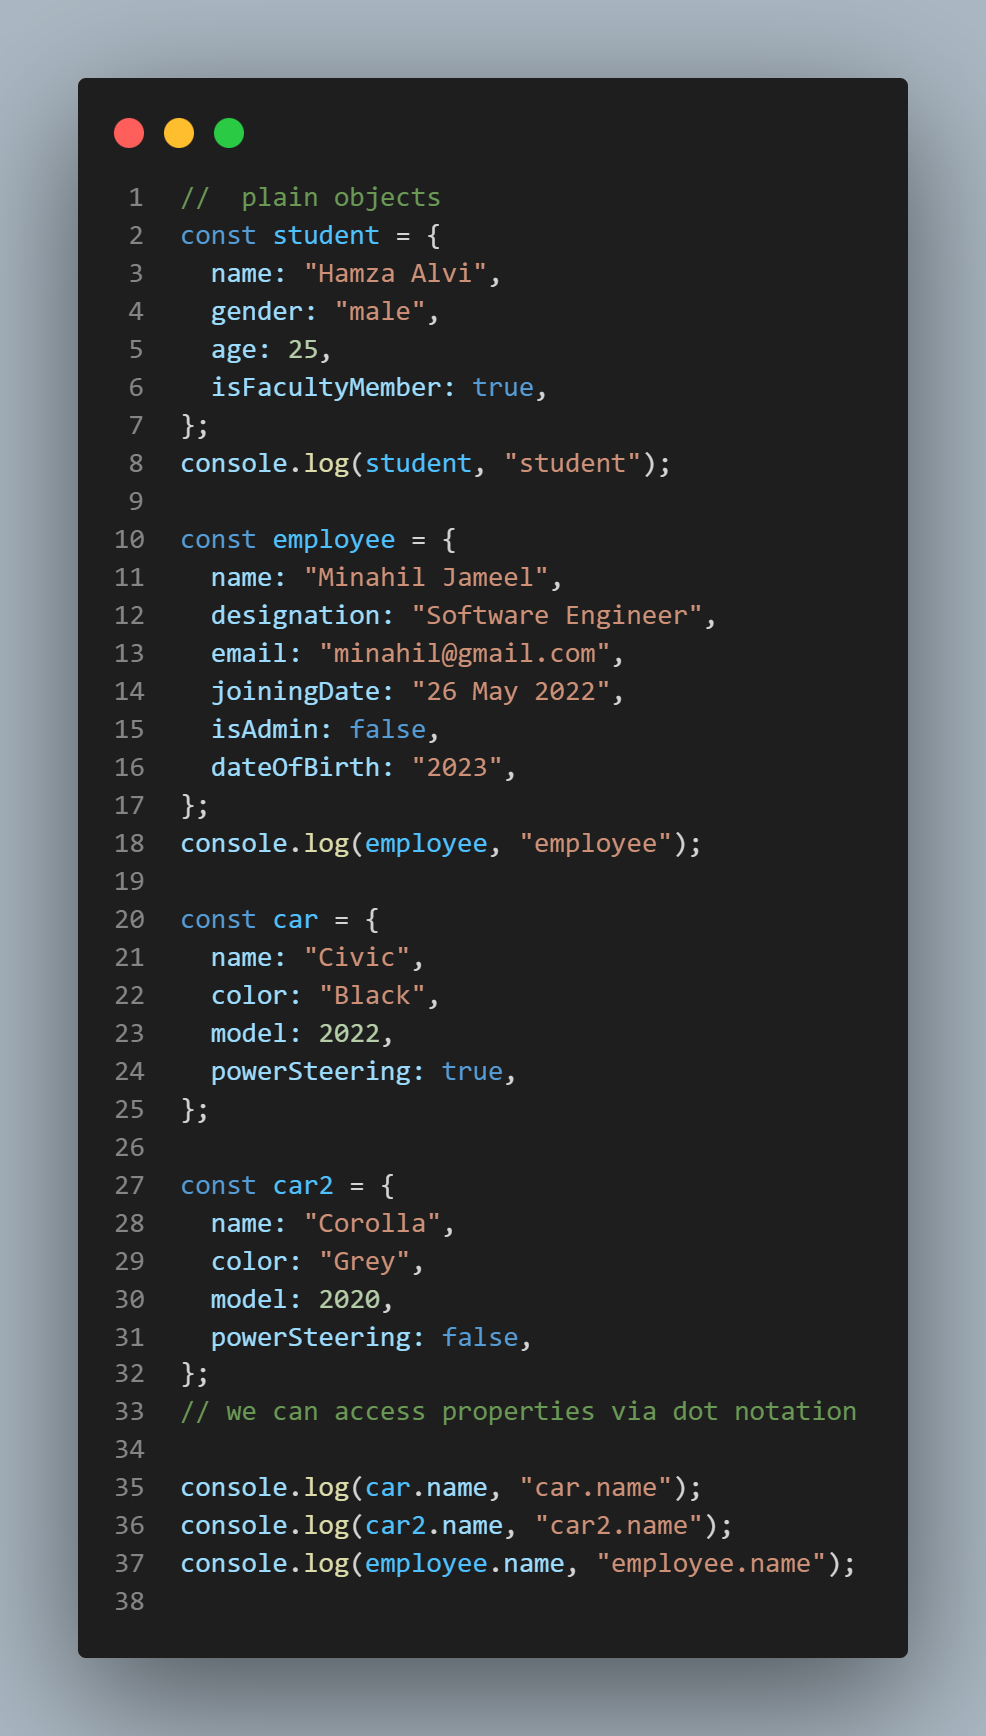 1 //  plain objects
2 const student = {
3   name: "Hamza Alvi",
4   gender: "male",
5   age: 25,
6   isFacultyMember: true,
7 };
8 console.log(student, "student");
9
10 const employee = {
11   name: "Minahil Jameel",
12   designation: "Software Engineer",
13   email: "minahil@gmail.com",
14   joiningDate: "26 May 2022",
15   isAdmin: false,
16   dateOfBirth: "2023",
17 };
18 console.log(employee, "employee");
19
20 const car = {
21   name: "Civic",
22   color: "Black",
23   model: 2022,
24   powerSteering: true,
25 };
26
27 const car2 = {
28   name: "Corolla",
29   color: "Grey",
30   model: 2020,
31   powerSteering: false,
32 };
33 // we can access properties via dot notation
34
35 console.log(car.name, "car.name");
36 console.log(car2.name, "car2.name");
37 console.log(employee.name, "employee.name");
38